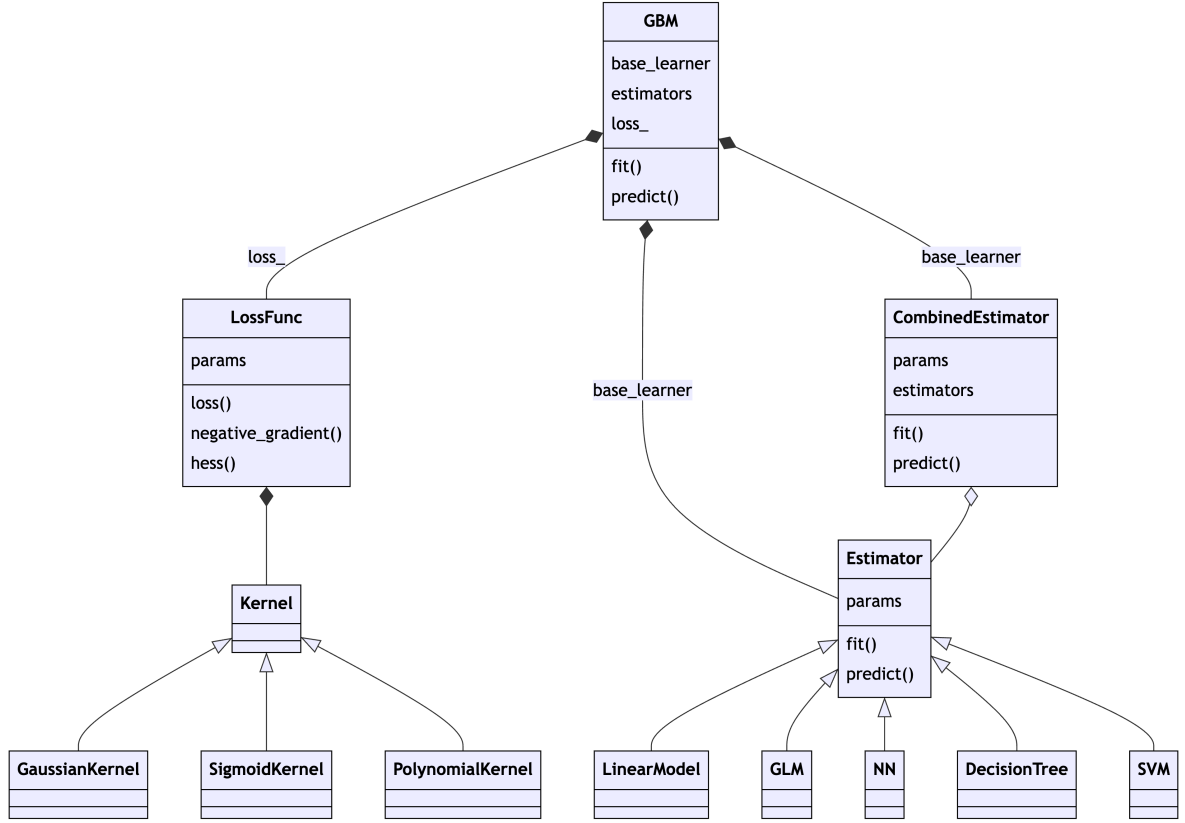 GBM
base_learner
estimators
loss_
fit()
predict()
loss_
base_learner
LossFunc
params
loss()
negative_gradient()
hess()
base_learner
CombinedEstimator
params
estimators
fit()
predict()
Kernel
Estimator
params
fit()
predict()
GaussianKernel
SigmoidKernel
PolynomialKernel
LinearModel
GLM
NN
DecisionTree
SVM